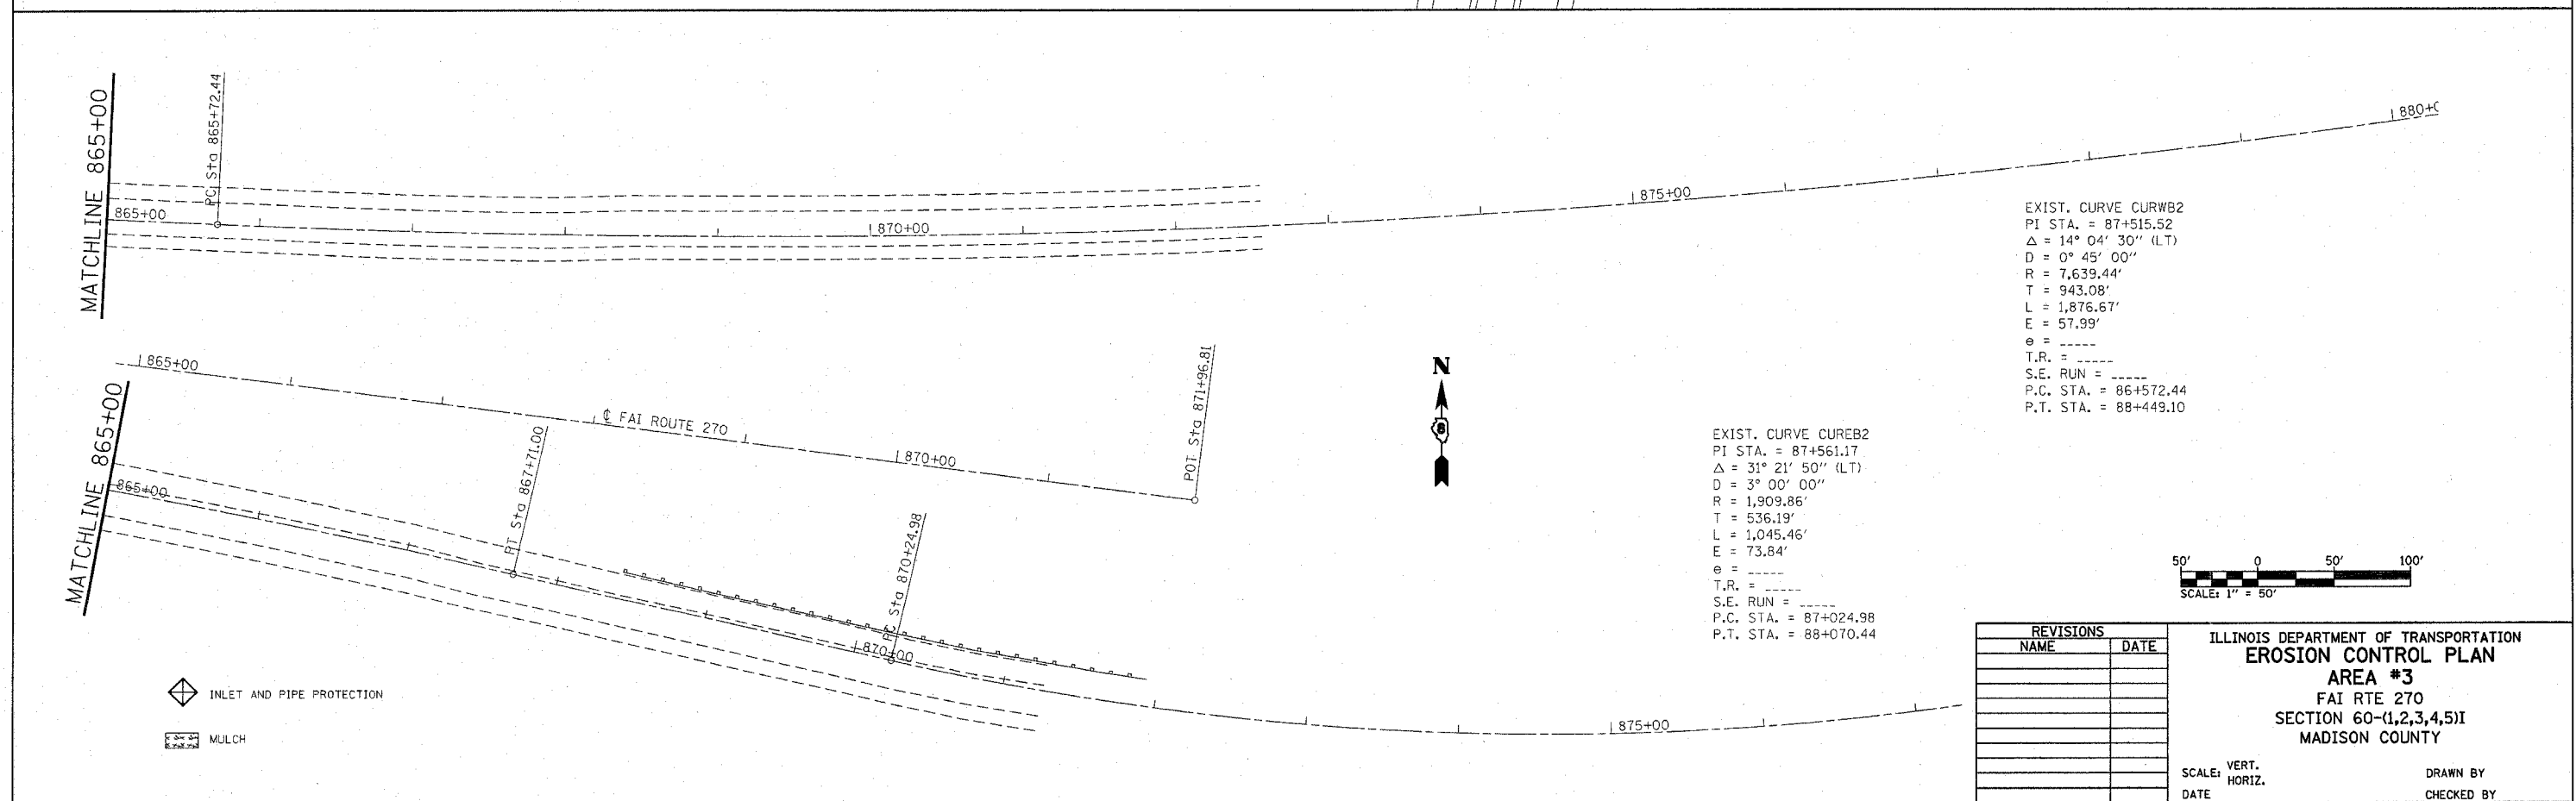 MATCHLINE 865+00
PC Sta 865+72.44
865+00
870+00
875+00
880+0
EXIST. CURVE CURWB2
PI STA. = 87+515.52
Δ = 14° 04' 30" (LT)
D = 0° 45' 00"
R = 7,639.44'
T = 943.08'
L = 1,876.67'
E = 57.99'
e = -----
T.R. = -----
S.E. RUN = -----
P.C. STA. = 86+572.44
P.T. STA. = 88+449.10
MATCHLINE 865+00
865+00
℄ FAI ROUTE 270
870+00
POT Sta 871+96.81
865+00
PT Sta 867+71.00
PC Sta 870+24.98
870+00
875+00
N
EXIST. CURVE CUREB2
PI STA. = 87+561.17
Δ = 31° 21' 50" (LT)
D = 3° 00' 00"
R = 1,909.86'
T = 536.19'
L = 1,045.46'
E = 73.84'
e = -----
T.R. = -----
S.E. RUN = -----
P.C. STA. = 87+024.98
P.T. STA. = 88+070.44
50' 0 50' 100'
SCALE: 1" = 50'
INLET AND PIPE PROTECTION
MULCH
REVISIONS
NAME DATE
ILLINOIS DEPARTMENT OF TRANSPORTATION
EROSION CONTROL PLAN
AREA #3
FAI RTE 270
SECTION 60-(1,2,3,4,5)I
MADISON COUNTY
SCALE: VERT.
HORIZ.
DATE
DRAWN BY
CHECKED BY